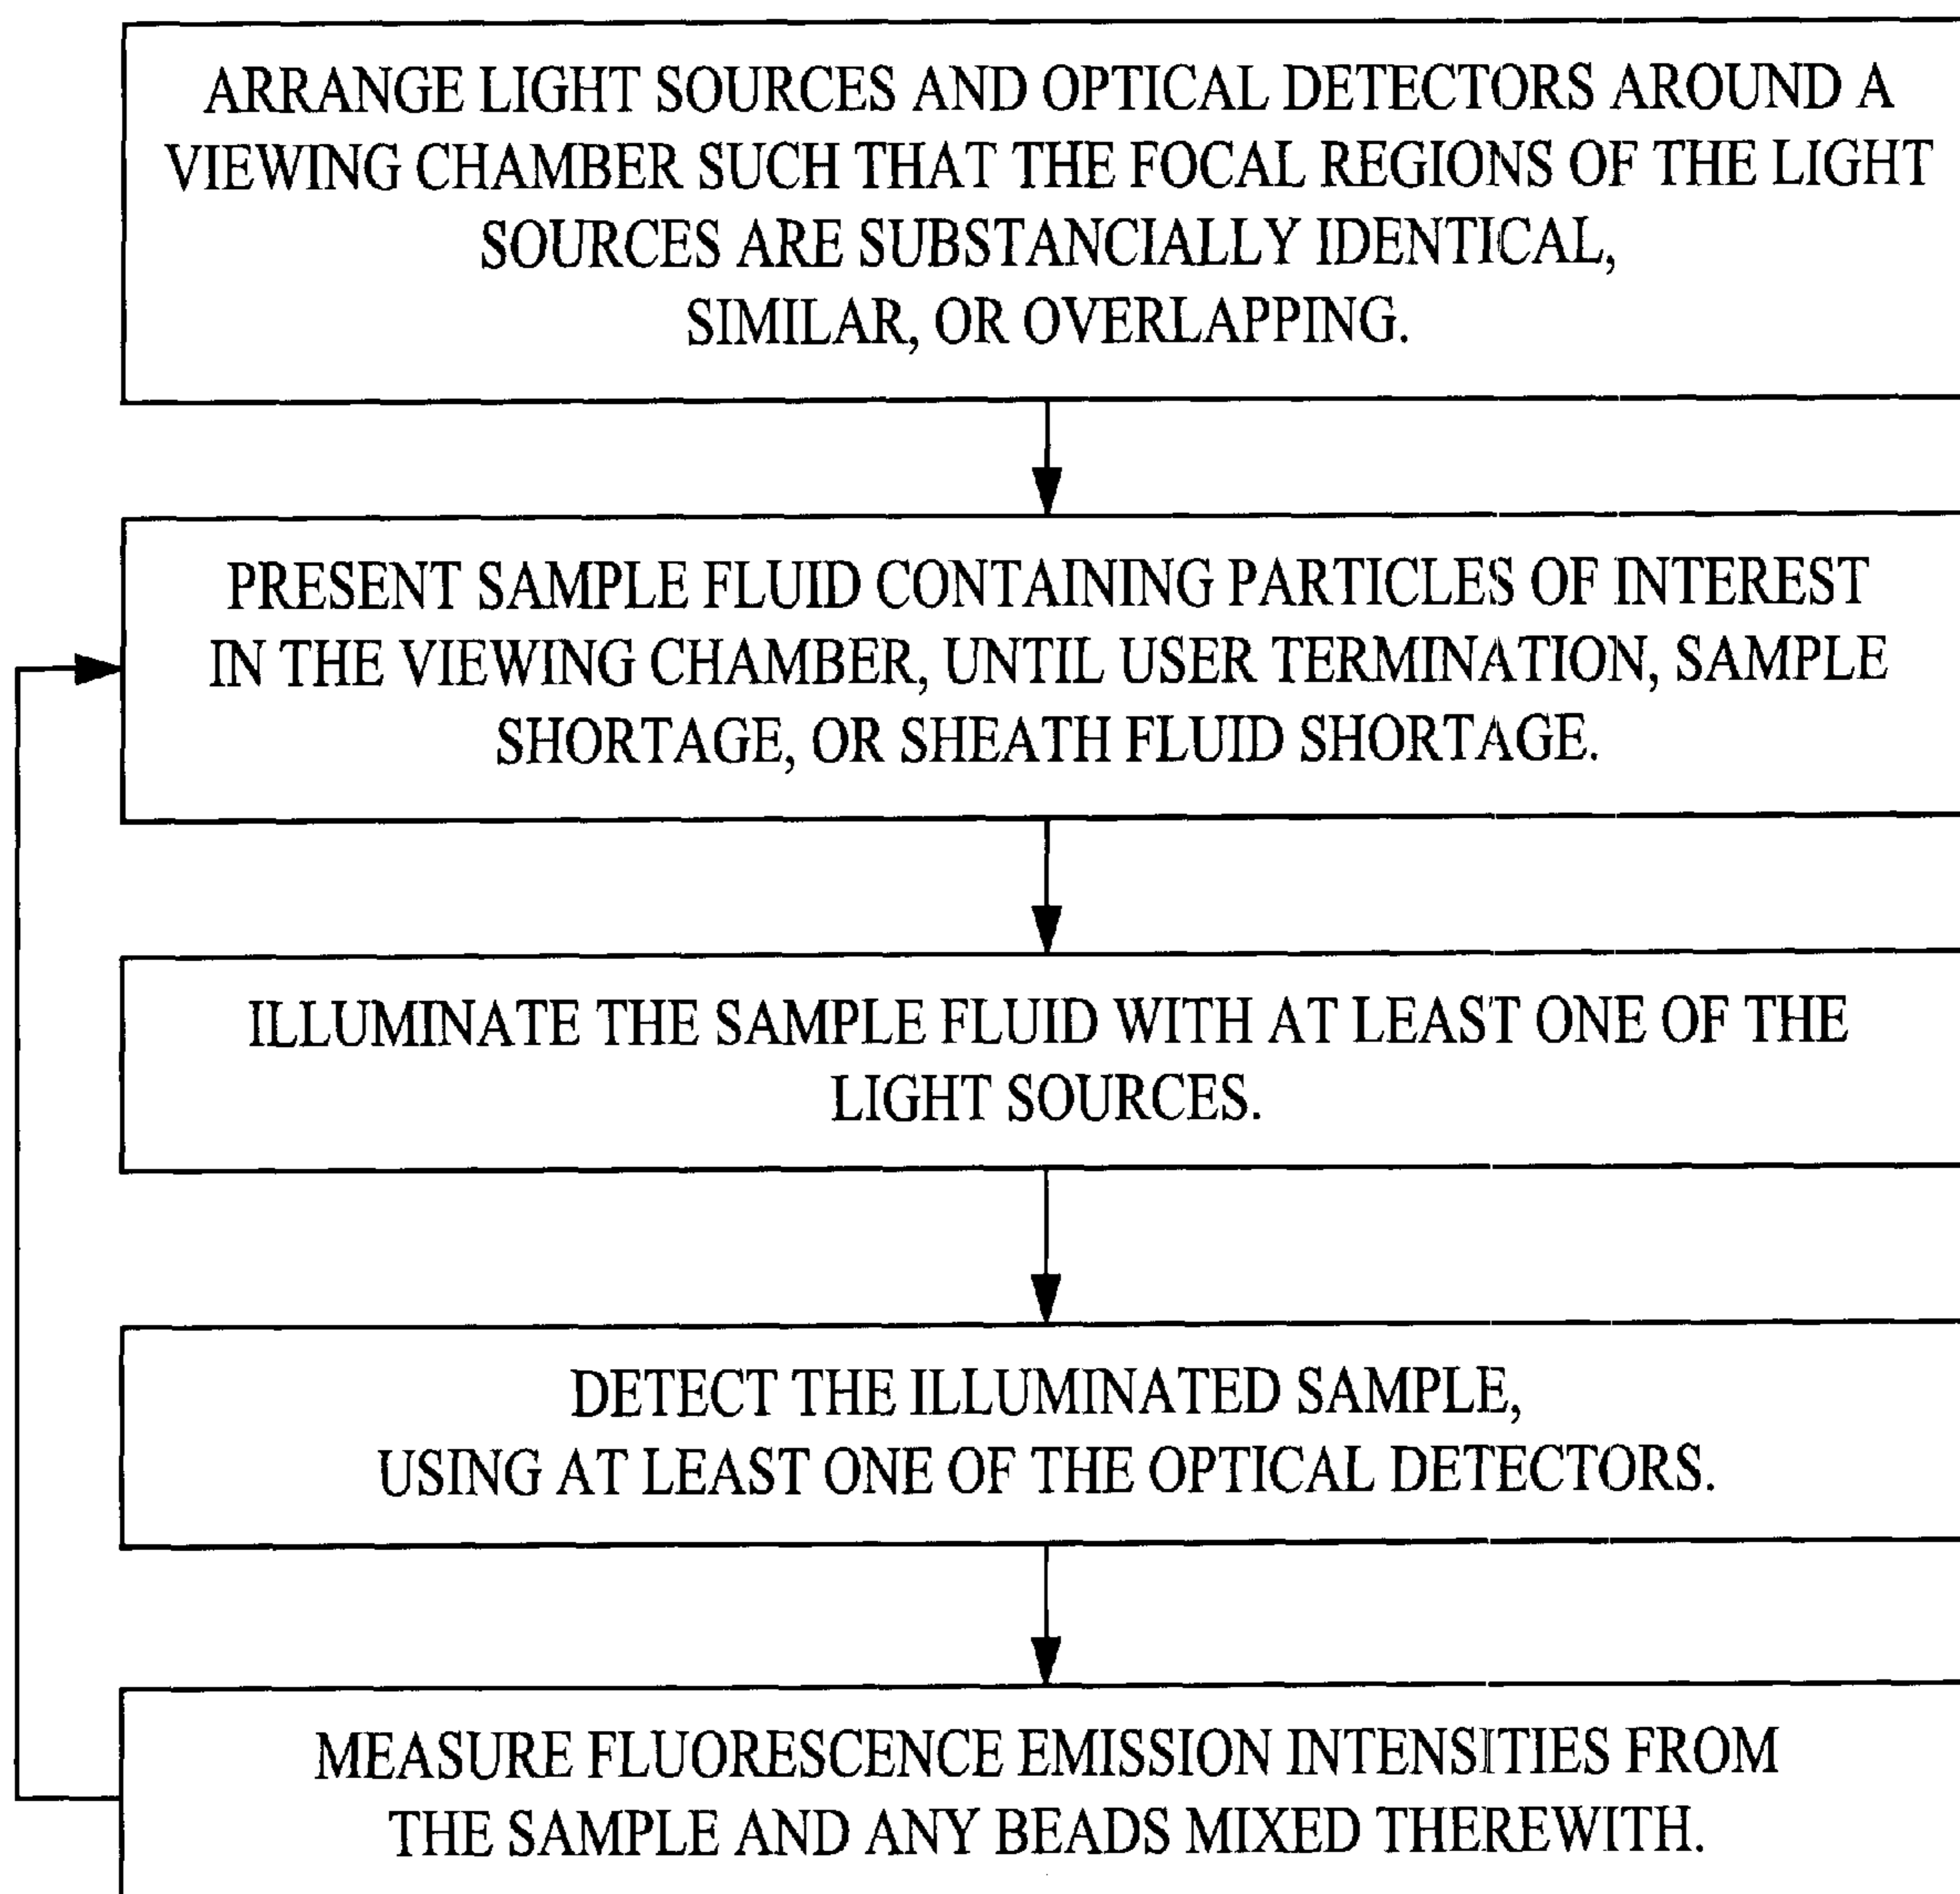 ARRANGE LIGHT SOURCES AND OPTICAL DETECTORS AROUND A
VIEWING CHAMBER SUCH THAT THE FOCAL REGIONS OF THE LIGHT
SOURCES ARE SUBSTANCIALLY IDENTICAL,
SIMILAR, OR OVERLAPPING.
PRESENT SAMPLE FLUID CONTAINING PARTICLES OF INTEREST
IN THE VIEWING CHAMBER, UNTIL USER TERMINATION, SAMPLE
SHORTAGE, OR SHEATH FLUID SHORTAGE.
ILLUMINATE THE SAMPLE FLUID WITH AT LEAST ONE OF THE
LIGHT SOURCES.
DETECT THE ILLUMINATED SAMPLE,
USING AT LEAST ONE OF THE OPTICAL DETECTORS.
MEASURE FLUORESCENCE EMISSION INTENSITIES FROM
THE SAMPLE AND ANY BEADS MIXED THEREWITH.